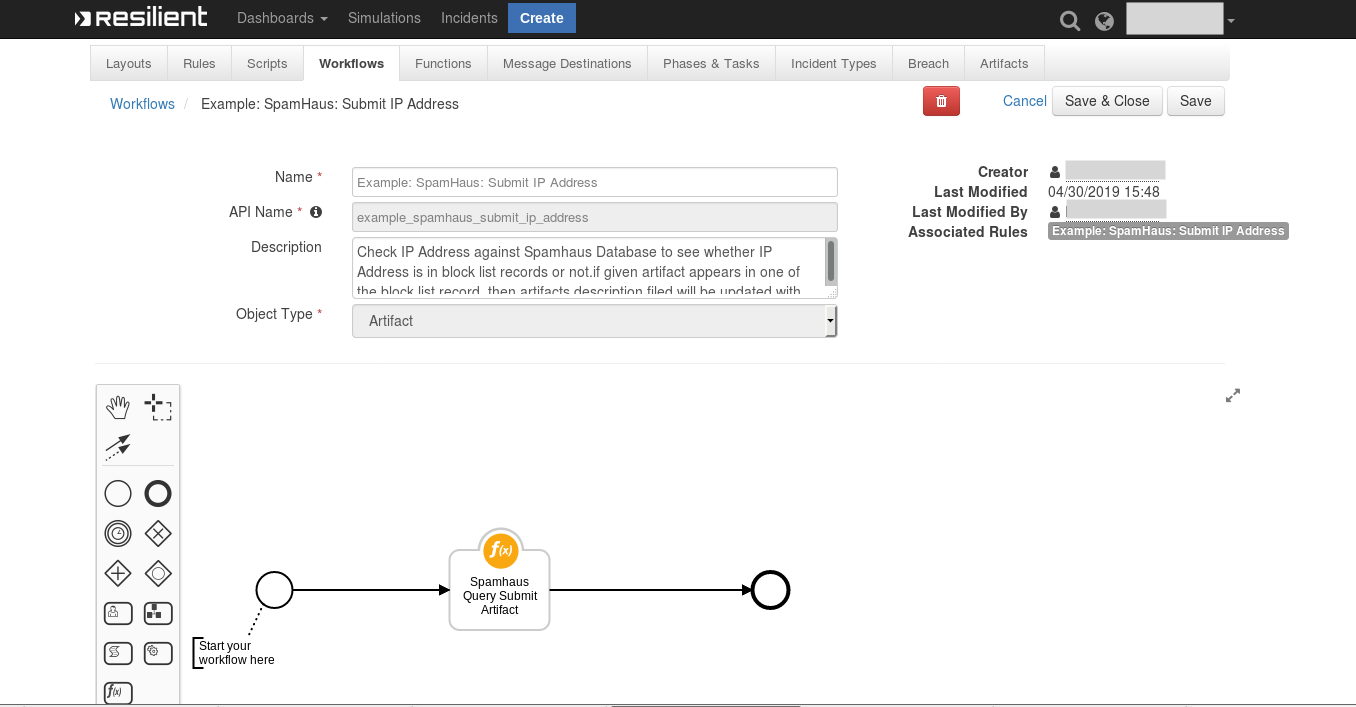 resilient
Dashboards Simulations Incidents Create
Layouts Rules Scripts Workflows Functions Message Destinations Phases & Tasks Incident Types Breach Artifacts
Workflows / Example: SpamHaus: Submit IP Address
Cancel Save & Close Save
Name * Example: SpamHaus: Submit IP Address
API Name * example_spamhaus_submit_ip_address
Description Check IP Address against Spamhaus Database to see whether IP
Address is in block list records or not.if given artifact appears in one of
the block list record, then artifacts description filed will be updated with
Object Type * Artifact
Creator
Last Modified 04/30/2019 15:48
Last Modified By
Associated Rules Example: SpamHaus: Submit IP Address
f(x)
Spamhaus
Query Submit
Artifact
Start your
workflow here
f(x)